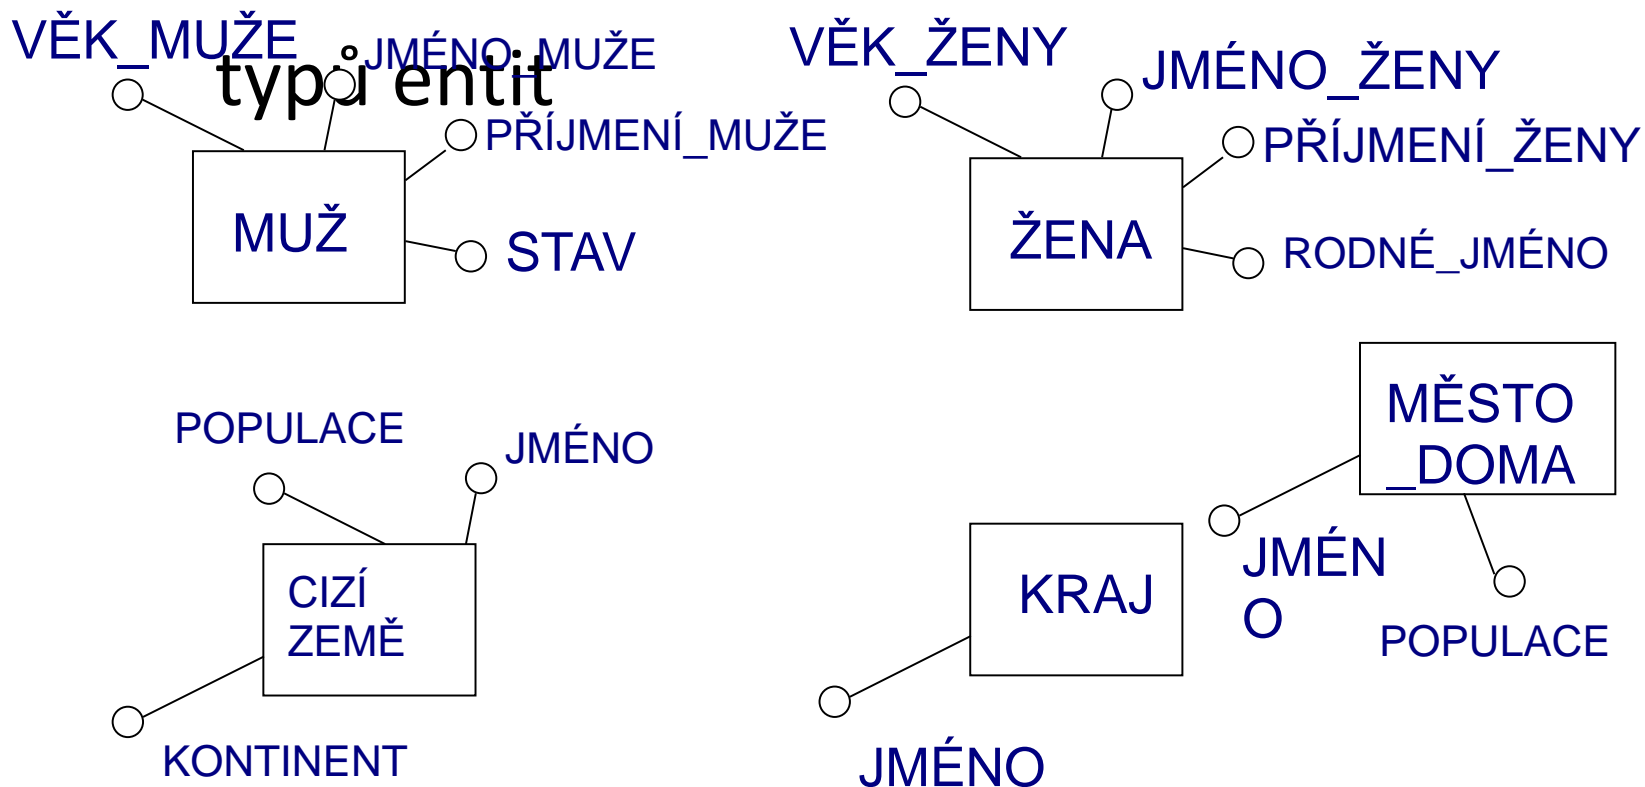 VĚK_MUŽE
JMÉNO_MUŽE
typů entit
PŘÍJMENÍ_MUŽE
MUŽ
STAV
VĚK_ŽENY
JMÉNO_ŽENY
PŘÍJMENÍ_ŽENY
ŽENA
RODNÉ_JMÉNO
POPULACE
JMÉNO
CIZÍ
ZEMĚ
KONTINENT
MĚSTO
_DOMA
JMÉN
O
POPULACE
KRAJ
JMÉNO